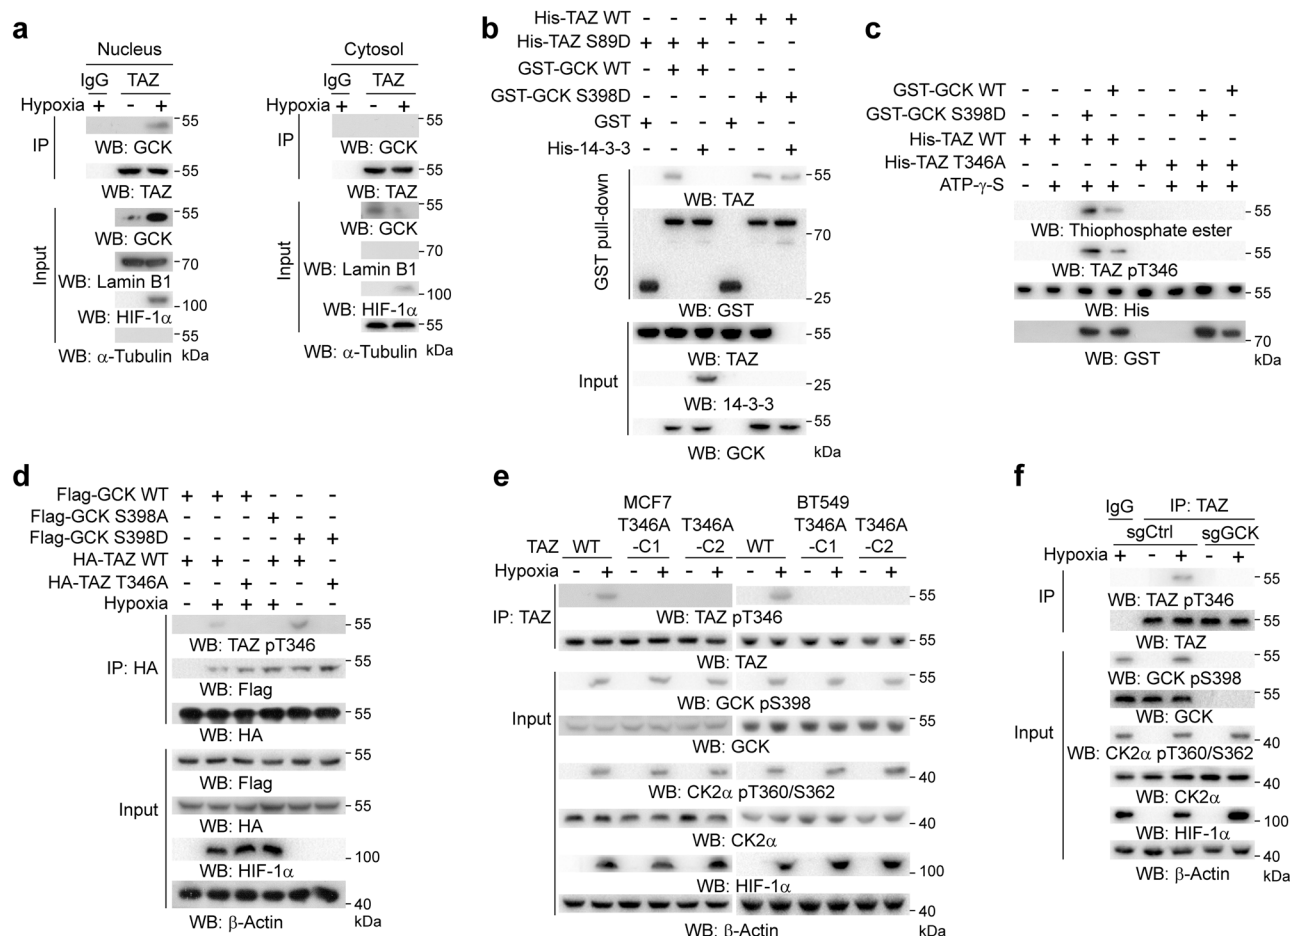 a
Nucleus
IgG TAZ
Hypoxia + - +
IP
55
WB: GCK
WB: TAZ
Input
55
WB: GCK
70
WB: Lamin B1
100
WB: HIF-1α
55
WB: α-Tubulin kDa
Cytosol
IgG TAZ
Hypoxia + - +
IP
55
WB: GCK
WB: TAZ
Input
55
WB: GCK
70
WB: Lamin B1
100
WB: HIF-1α
55
WB: α-Tubulin kDa
b
His-TAZ WT - - - + + +
His-TAZ S89D + + + - - -
GST-GCK WT - + + - - -
GST-GCK S398D - - - - + +
GST + - - + - -
His-14-3-3 - - + - - +
GST pull-down
55
WB: TAZ
70
25
WB: GST
Input
55
WB: TAZ
25
WB: 14-3-3
55
WB: GCK kDa
c
GST-GCK WT - - - + - - - +
GST-GCK S398D - - + - - - + -
His-TAZ WT + + + + - - - -
His-TAZ T346A - - - - + + + +
ATP-γ-S - + + + - + + +
55
WB: Thiophosphate ester
55
WB: TAZ pT346
55
WB: His
70
WB: GST kDa
d
Flag-GCK WT + + + - - -
Flag-GCK S398A - - - + - -
Flag-GCK S398D - - - - + +
HA-TAZ WT + + - + + -
HA-TAZ T346A - - + - - +
Hypoxia - + + + - -
IP: HA
55
WB: TAZ pT346
55
WB: Flag
55
WB: HA
Input
55
WB: Flag
55
WB: HA
100
WB: HIF-1α
40
WB: β-Actin kDa
e
MCF7 BT549
T346A T346A T346A T346A
TAZ WT -C1 -C2 WT -C1 -C2
Hypoxia - + - + - + - + - + - +
IP: TAZ
55
WB: TAZ pT346
55
WB: TAZ
Input
55
WB: GCK pS398
55
WB: GCK
40
WB: CK2α pT360/S362
40
WB: CK2α
100
WB: HIF-1α
40
WB: β-Actin kDa
f
IgG IP: TAZ
sgCtrl sgGCK
Hypoxia + - + - +
IP
55
WB: TAZ pT346
55
WB: TAZ
Input
55
WB: GCK pS398
55
WB: GCK
40
WB: CK2α pT360/S362
40
WB: CK2α
100
WB: HIF-1α
40
WB: β-Actin kDa